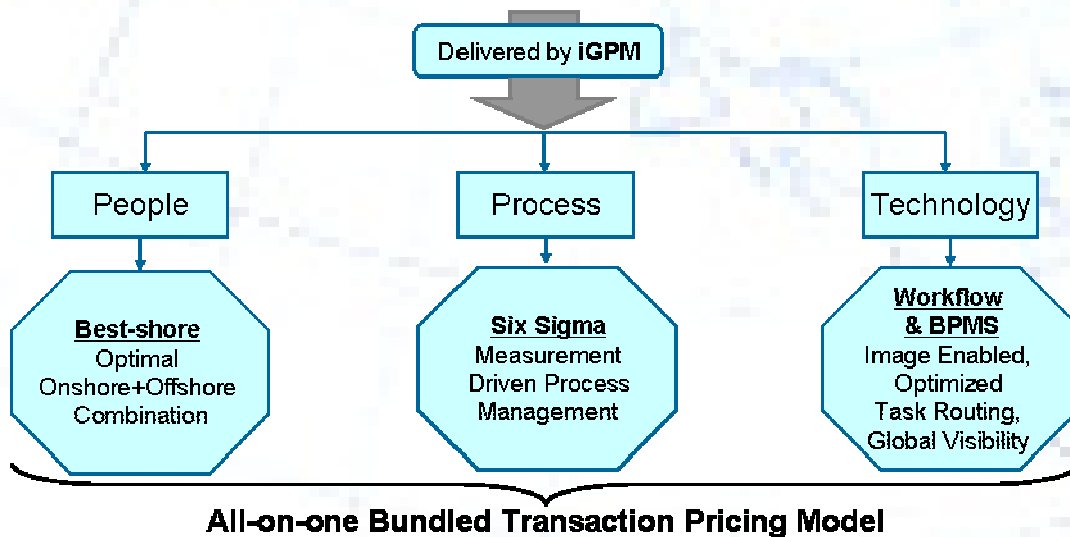 Delivered by iGPM
People
Process
Technology
Best-shore
Optimal
Onshore+Offshore
Combination
Six Sigma
Measurement
Driven Process
Management
Workflow
& BPMS
Image Enabled,
Optimized
Task Routing,
Global Visibility
All-on-one Bundled Transaction Pricing Model